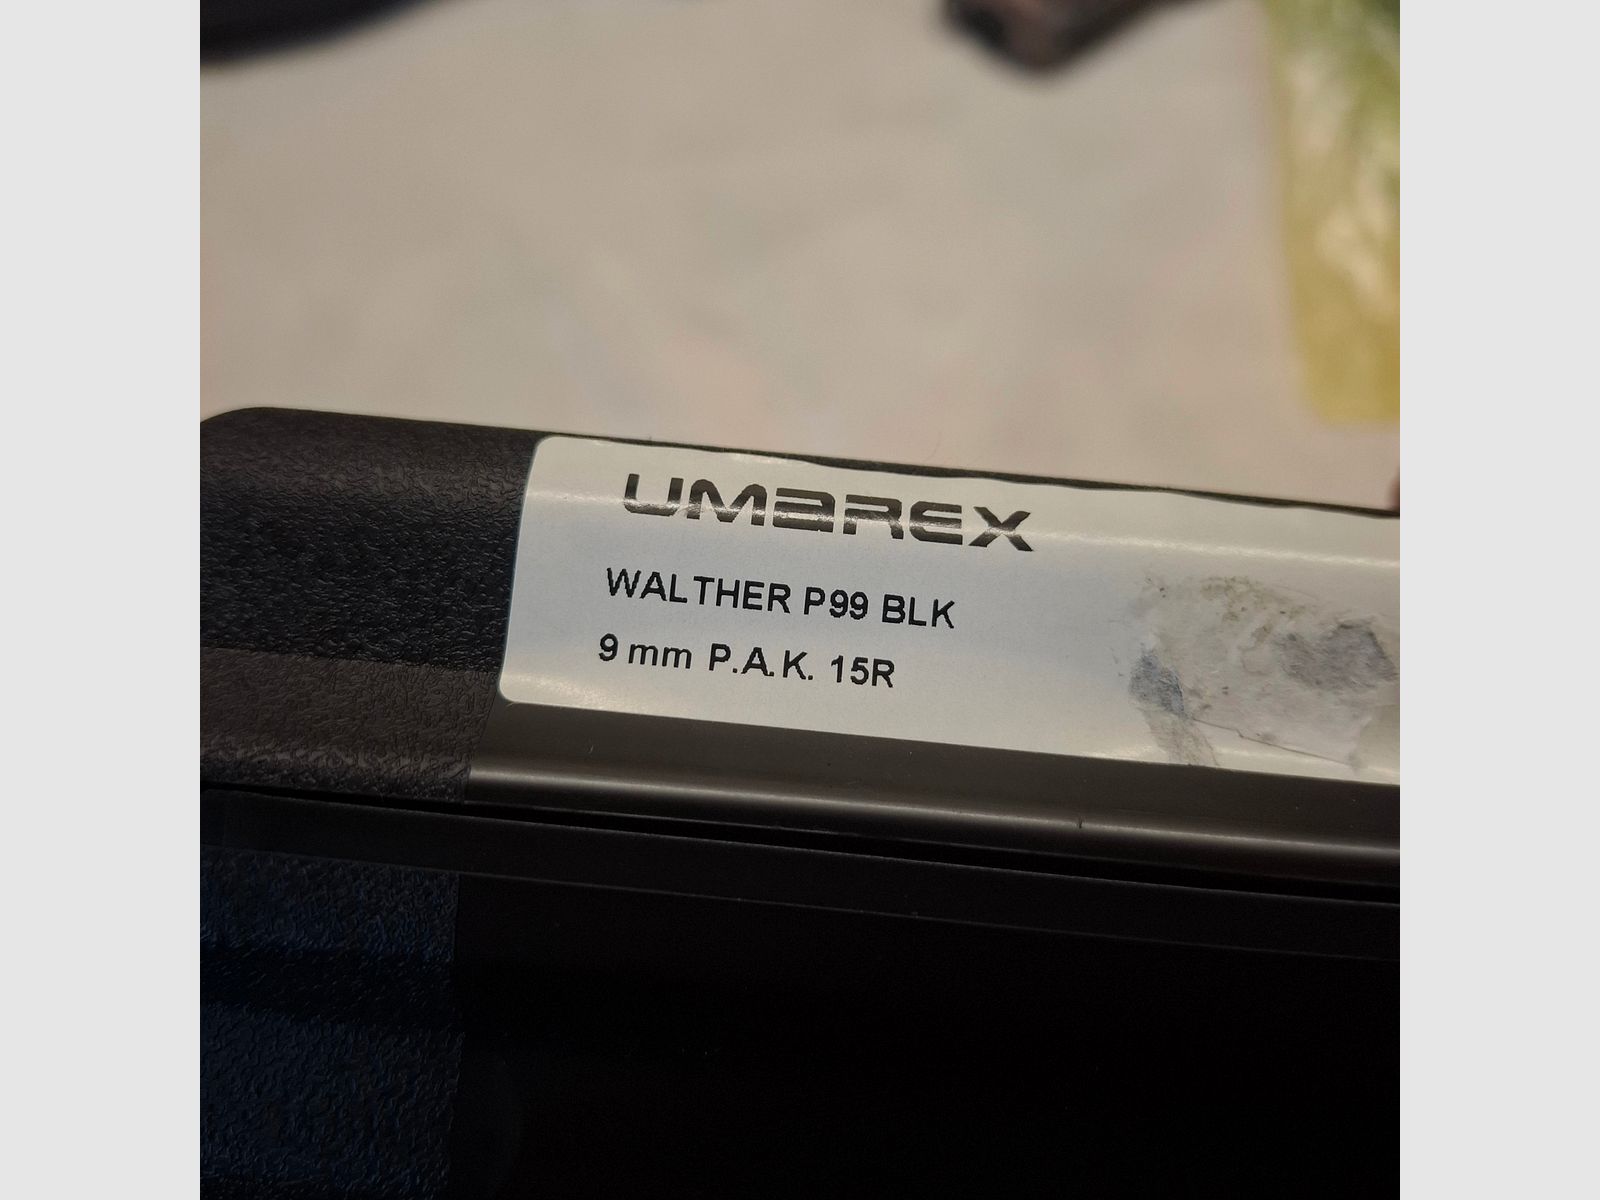 UMAREX
WALTHER P99 BLK
9 mm P.A.K. 15R